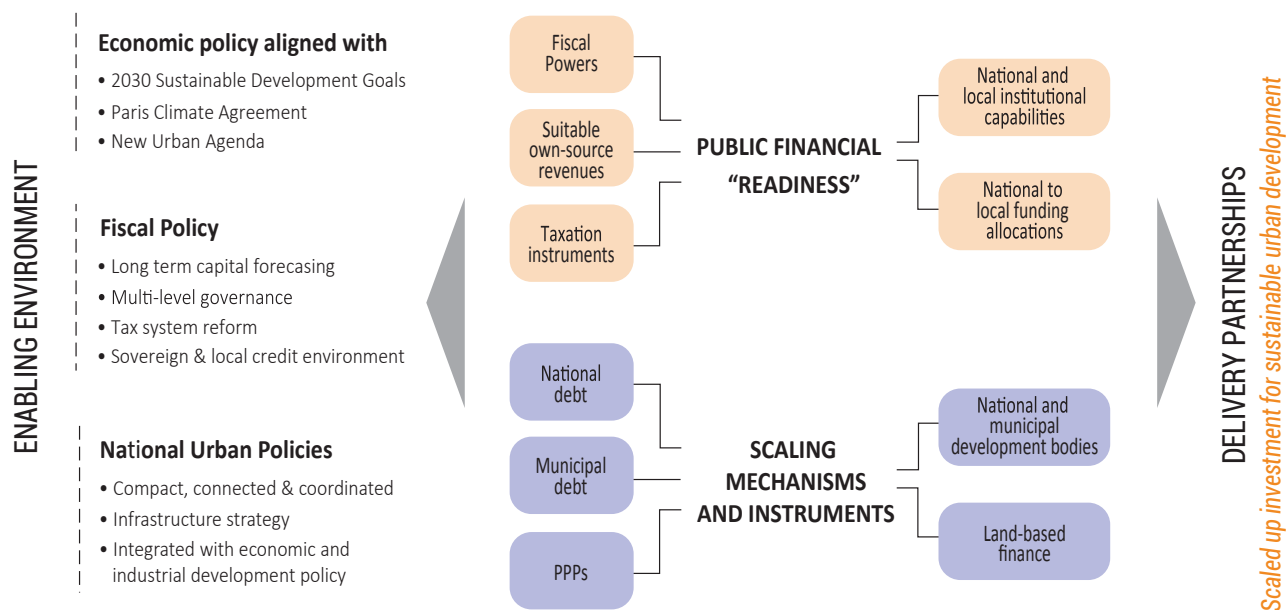 ENABLING ENVIRONMENT
Economic policy aligned with
• 2030 Sustainable Development Goals
• Paris Climate Agreement
• New Urban Agenda
Fiscal Policy
• Long term capital forecasing
• Multi-level governance
• Tax system reform
• Sovereign & local credit environment
National Urban Policies
• Compact, connected & coordinated
• Infrastructure strategy
• Integrated with economic and
industrial development policy
Fiscal
Powers
Suitable
own-source
revenues
Taxation
instruments
PUBLIC FINANCIAL
“READINESS”
National and
local institutional
capabilities
National to
local funding
allocations
National
debt
Municipal
debt
PPPs
SCALING
MECHANISMS
AND INSTRUMENTS
National and
municipal
development bodies
Land-based
finance
DELIVERY PARTNERSHIPS
Scaled up investment for sustainable urban development